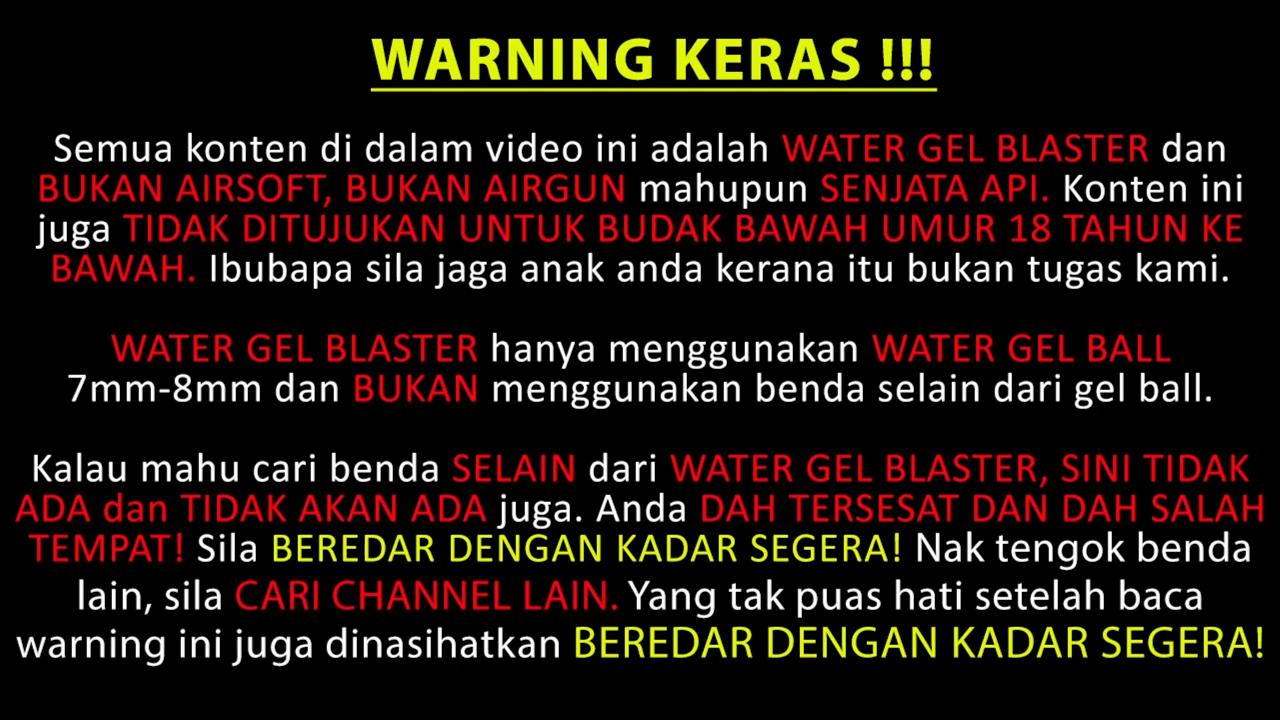 WARNING KERAS !!!
Semua konten di dalam video ini adalah WATER GEL BLASTER dan
BUKAN AIRSOFT, BUKAN AIRGUN mahupun SENJATA API. Konten ini
juga TIDAK DITUJUKAN UNTUK BUDAK BAWAH UMUR 18 TAHUN KE
BAWAH. Ibubapa sila jaga anak anda kerana itu bukan tugas kami.
WATER GEL BLASTER hanya menggunakan WATER GEL BALL
7mm-8mm dan BUKAN menggunakan benda selain dari gel ball.
Kalau mahu cari benda SELAIN dari WATER GEL BLASTER, SINI TIDAK
ADA dan TIDAK AKAN ADA juga. Anda DAH TERSESAT DAN DAH SALAH
TEMPAT! Sila BEREDAR DENGAN KADAR SEGERA! Nak tengok benda
lain, sila CARI CHANNEL LAIN. Yang tak puas hati setelah baca
warning ini juga dinasihatkan BEREDAR DENGAN KADAR SEGERA!